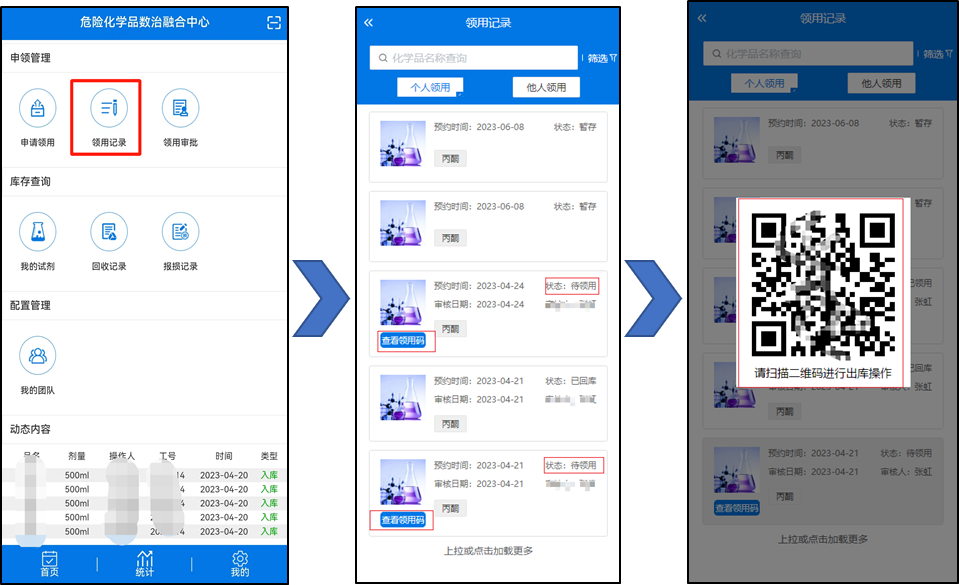 危险化学品数治融合中心
申领管理
申请领用 领用记录 领用审批
库存查询
我的试剂 回收记录 报损记录
配置管理
我的团队
动态内容
剂量 操作人 工号 时间 类型
500ml 14 2023-04-20 入库
500ml 2023-04-20 入库
500ml 4 2023-04-20 入库
500ml 2023-04-20 入库
500ml 4 2023-04-20 入库
首页 统计 我的
领用记录
化学品名称查询 筛选
个人领用 他人领用
预约时间：2023-06-08 状态：暂存
丙酮
预约时间：2023-06-08 状态：暂存
丙酮
预约时间：2023-04-24 状态：待领用
审核日期：2023-04-24
丙酮
查看领用码
预约时间：2023-04-21 状态：已回库
审核日期：2023-04-21
丙酮
预约时间：2023-04-21 状态：待领用
审核日期：2023-04-21
丙酮
查看领用码
上拉或点击加载更多
领用记录
化学品名称查询 筛选
个人领用 他人领用
预约时间：2023-06-08 状态：暂存
丙酮
暂存
领用
张虹
请扫描二维码进行出库操作
已回库
张虹
丙酮
预约时间：2023-04-21 状态：待领用
审核日期：2023-04-21 审核人：张虹
丙酮
查看领用码
上拉或点击加载更多